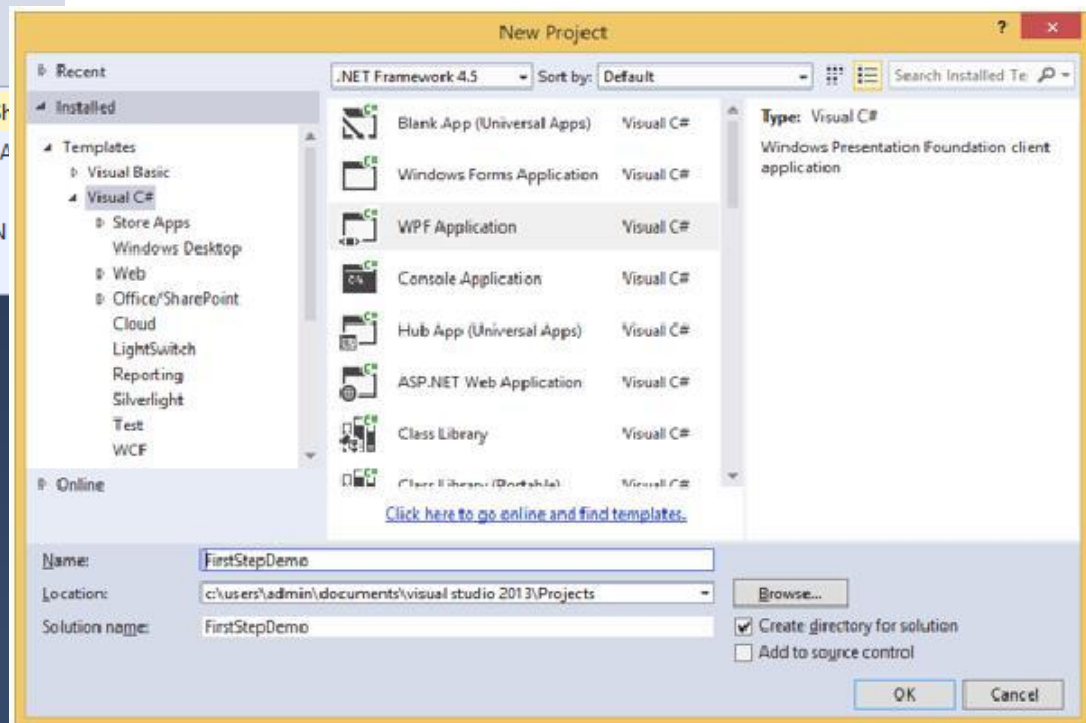 New Project
?
x
Recent
.NET Framework 4.5
Sort by:
Default
Search Installed Te
Installed
Templates
Visual Basic
Visual C#
Store Apps
Windows Desktop
Web
Office/SharePoint
Cloud
LightSwitch
Reporting
Silverlight
Test
WCF
Online
Blank App (Universal Apps) Visual C#
Windows Forms Application Visual C#
WPF Application Visual C#
Console Application Visual C#
Hub App (Universal Apps) Visual C#
ASP.NET Web Application Visual C#
Class Library Visual C#
Class Library (Portable) Visual C#
Click here to go online and find templates.
Type: Visual C#
Windows Presentation Foundation client
application
Name: FirstStepDemo
Location: c:\users\admin\documents\visual studio 2013\Projects
Browse...
Solution name: FirstStepDemo
Create directory for solution
Add to source control
OK
Cancel